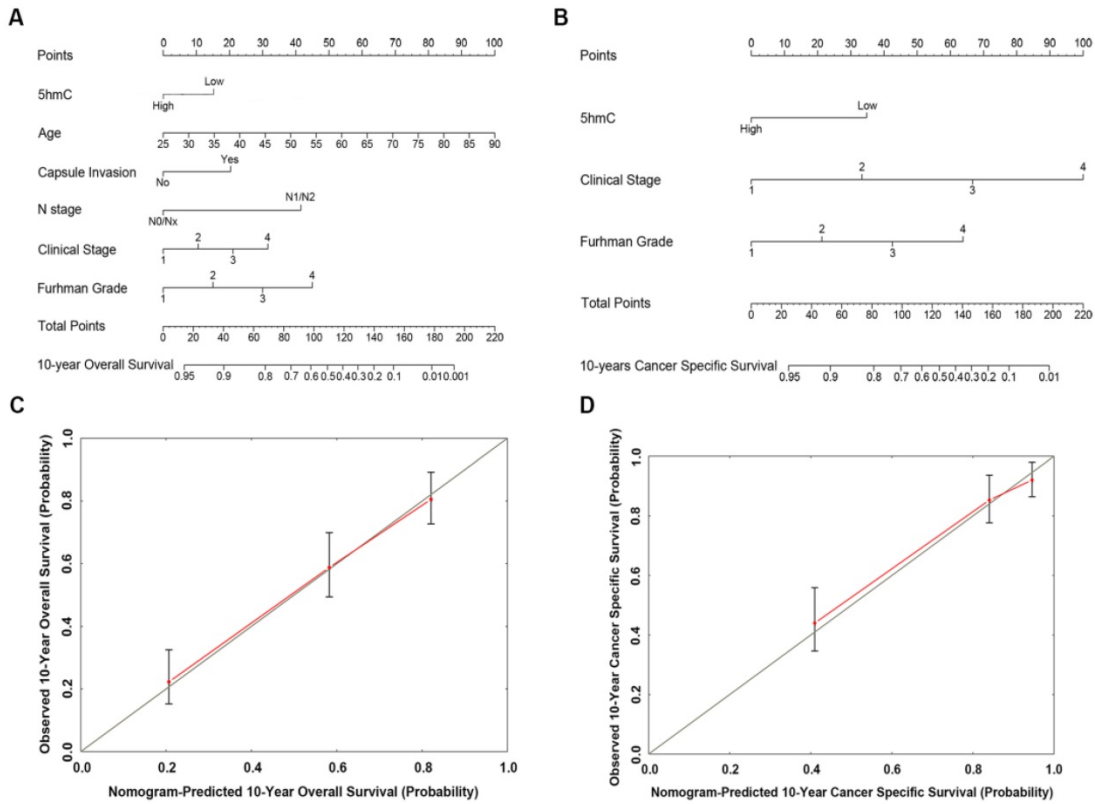 A
Points 0 10 20 30 40 50 60 70 80 90 100
5hmC High Low
Age 25 30 35 40 45 50 55 60 65 70 75 80 85 90
Capsule Invasion No Yes
N stage N0/Nx N1/N2
Clinical Stage 1 2 3 4
Furhman Grade 1 2 3 4
Total Points 0 20 40 60 80 100 120 140 160 180 200 220
10-year Overall Survival 0.95 0.9 0.8 0.7 0.6 0.5 0.4 0.3 0.2 0.1 0.01 0.001
B
Points 0 10 20 30 40 50 60 70 80 90 100
5hmC High Low
Clinical Stage 1 2 3 4
Furhman Grade 1 2 3 4
Total Points 0 20 40 60 80 100 120 140 160 180 200 220
10-years Cancer Specific Survival 0.95 0.9 0.8 0.7 0.6 0.5 0.4 0.3 0.2 0.1 0.01
C
Observed 10-Year Overall Survival (Probability)
1.0
0.8
0.6
0.4
0.2
0.0
0.0 0.2 0.4 0.6 0.8 1.0
Nomogram-Predicted 10-Year Overall Survival (Probability)
D
Observed 10-Year Cancer Specific Survival (Probability)
1.0
0.8
0.6
0.4
0.2
0.0
0.0 0.2 0.4 0.6 0.8 1.0
Nomogram-Predicted 10-Year Cancer Specific Survival (Probability)